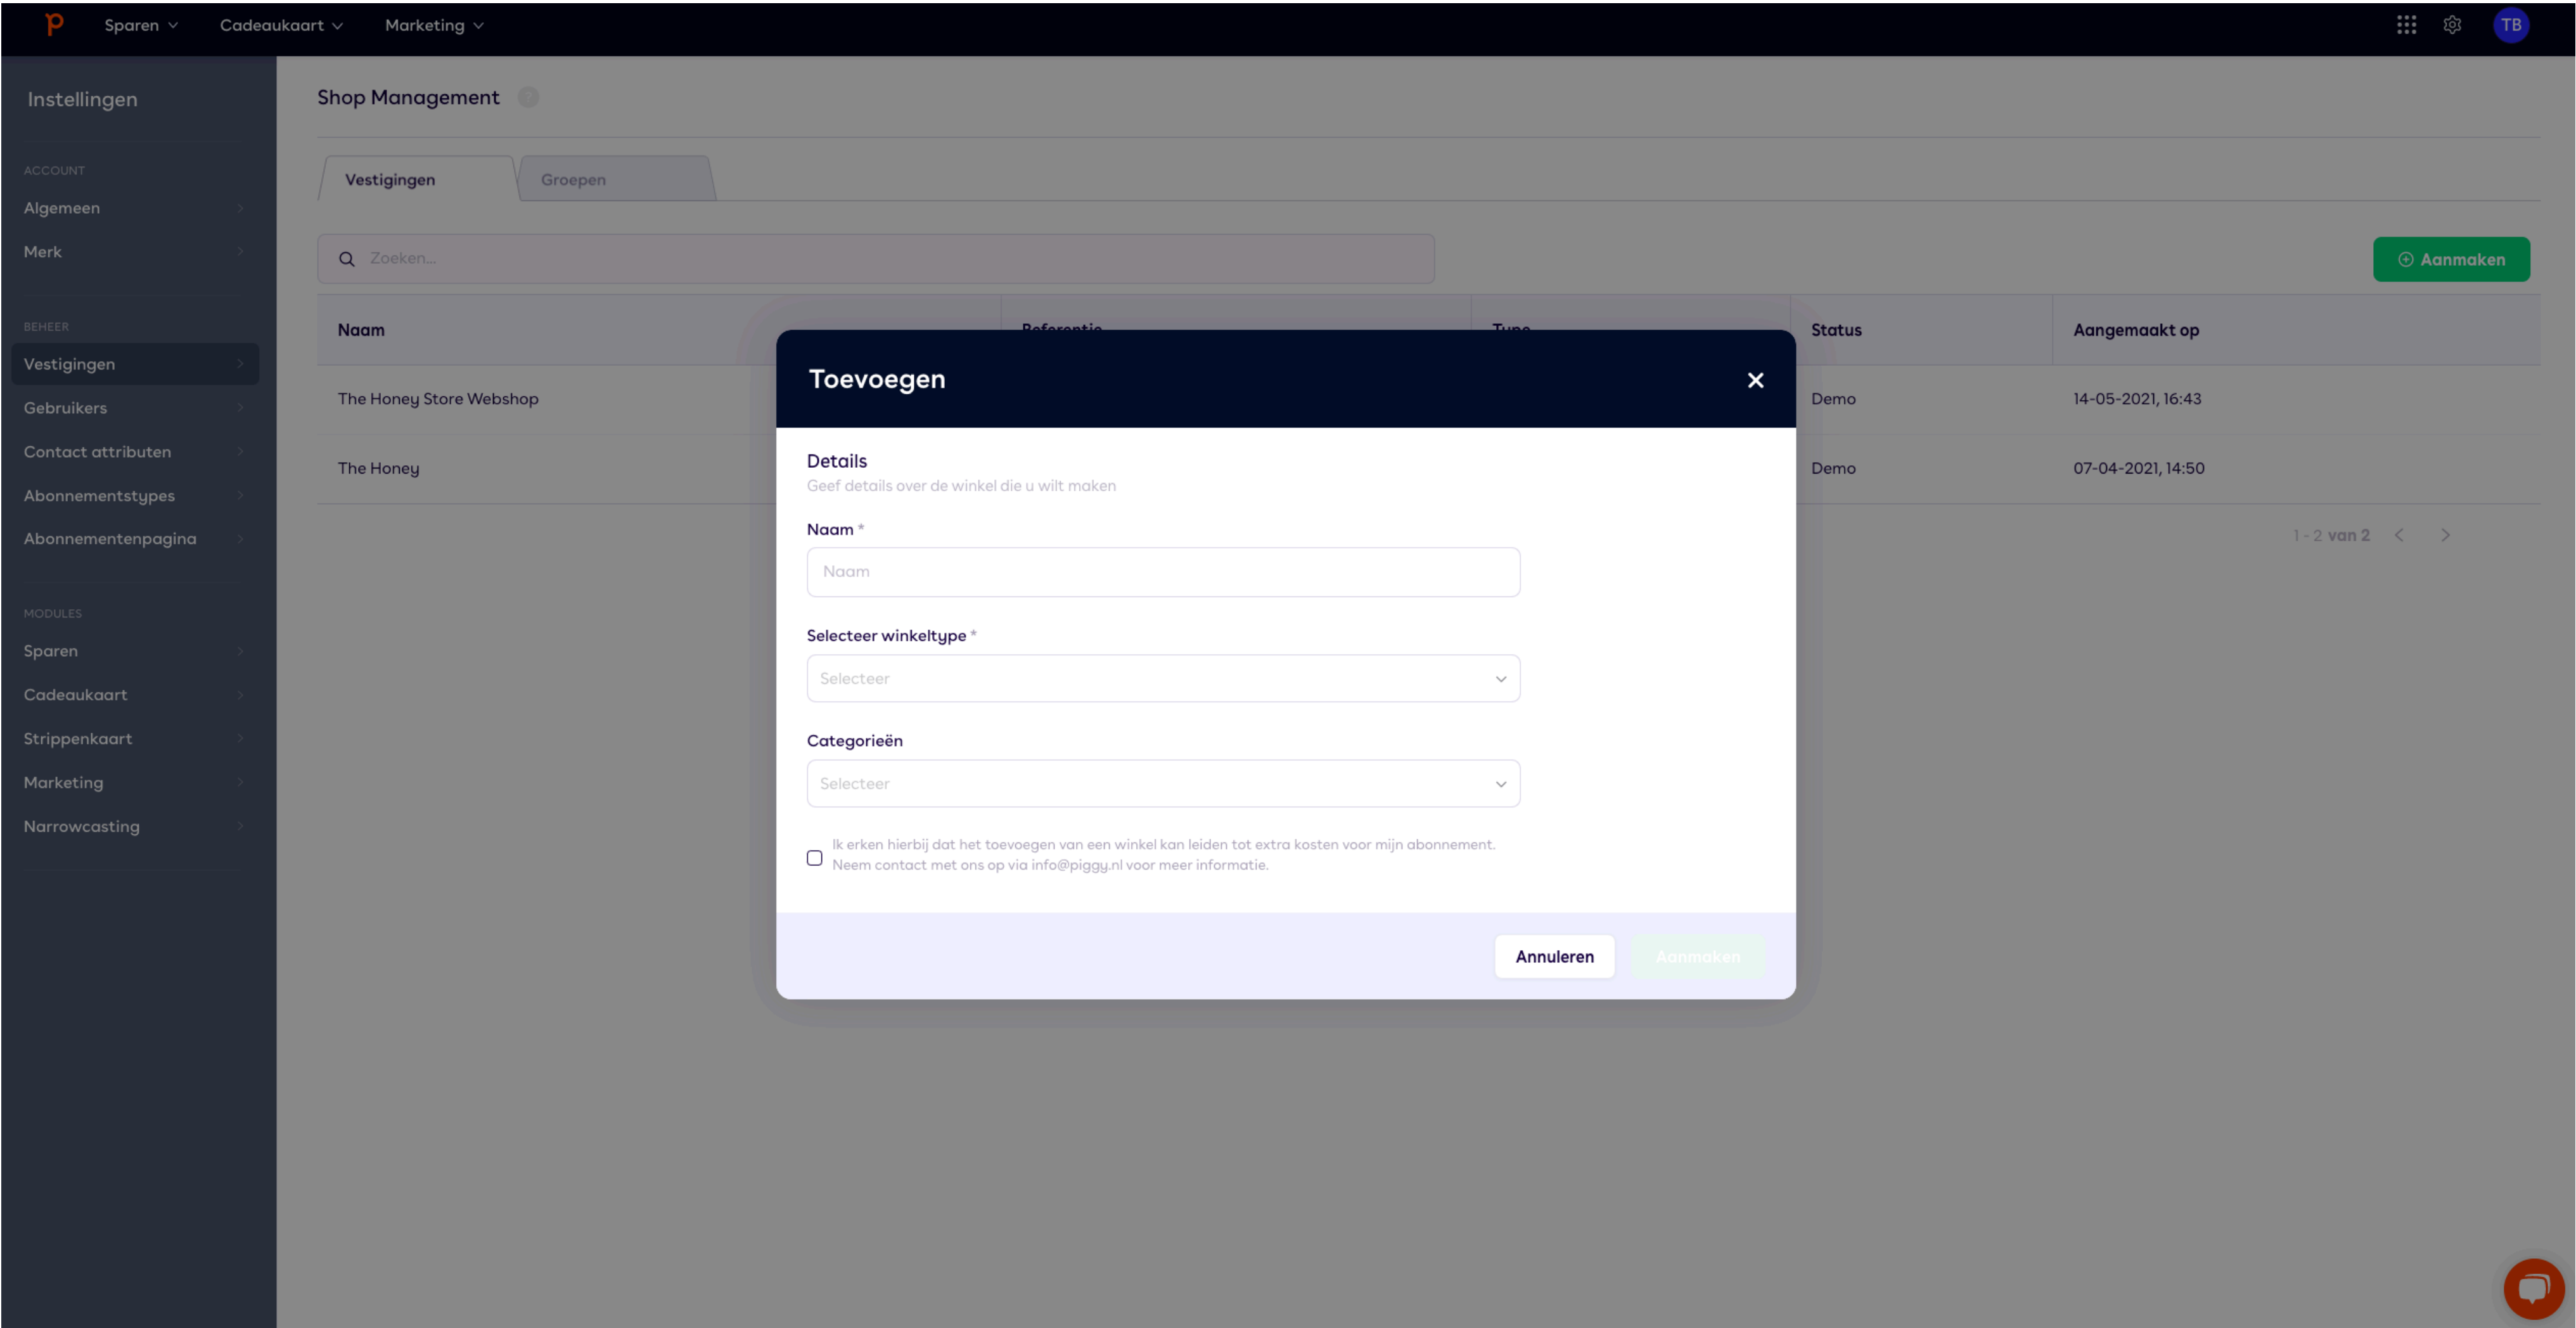 p Sparen Cadeaukaart Marketing TB
Instellingen
ACCOUNT
Algemeen
Merk
BEHEER
Vestigingen
Gebruikers
Contact attributen
Abonnementstypes
Abonnementenpagina
MODULES
Sparen
Cadeaukaart
Strippenkaart
Marketing
Narrowcasting
Shop Management ?
Vestigingen Groepen
Zoeken...
Aanmaken
Naam Referentie Type Status Aangemaakt op
The Honey Store Webshop Demo 14-05-2021, 16:43
The Honey Demo 07-04-2021, 14:50
1 - 2 van 2
Toevoegen
Details
Geef details over de winkel die u wilt maken
Naam *
Naam
Selecteer winkeltype *
Selecteer
Categorieën
Selecteer
Ik erken hierbij dat het toevoegen van een winkel kan leiden tot extra kosten voor mijn abonnement.
Neem contact met ons op via info@piggy.nl voor meer informatie.
Annuleren Aanmaken